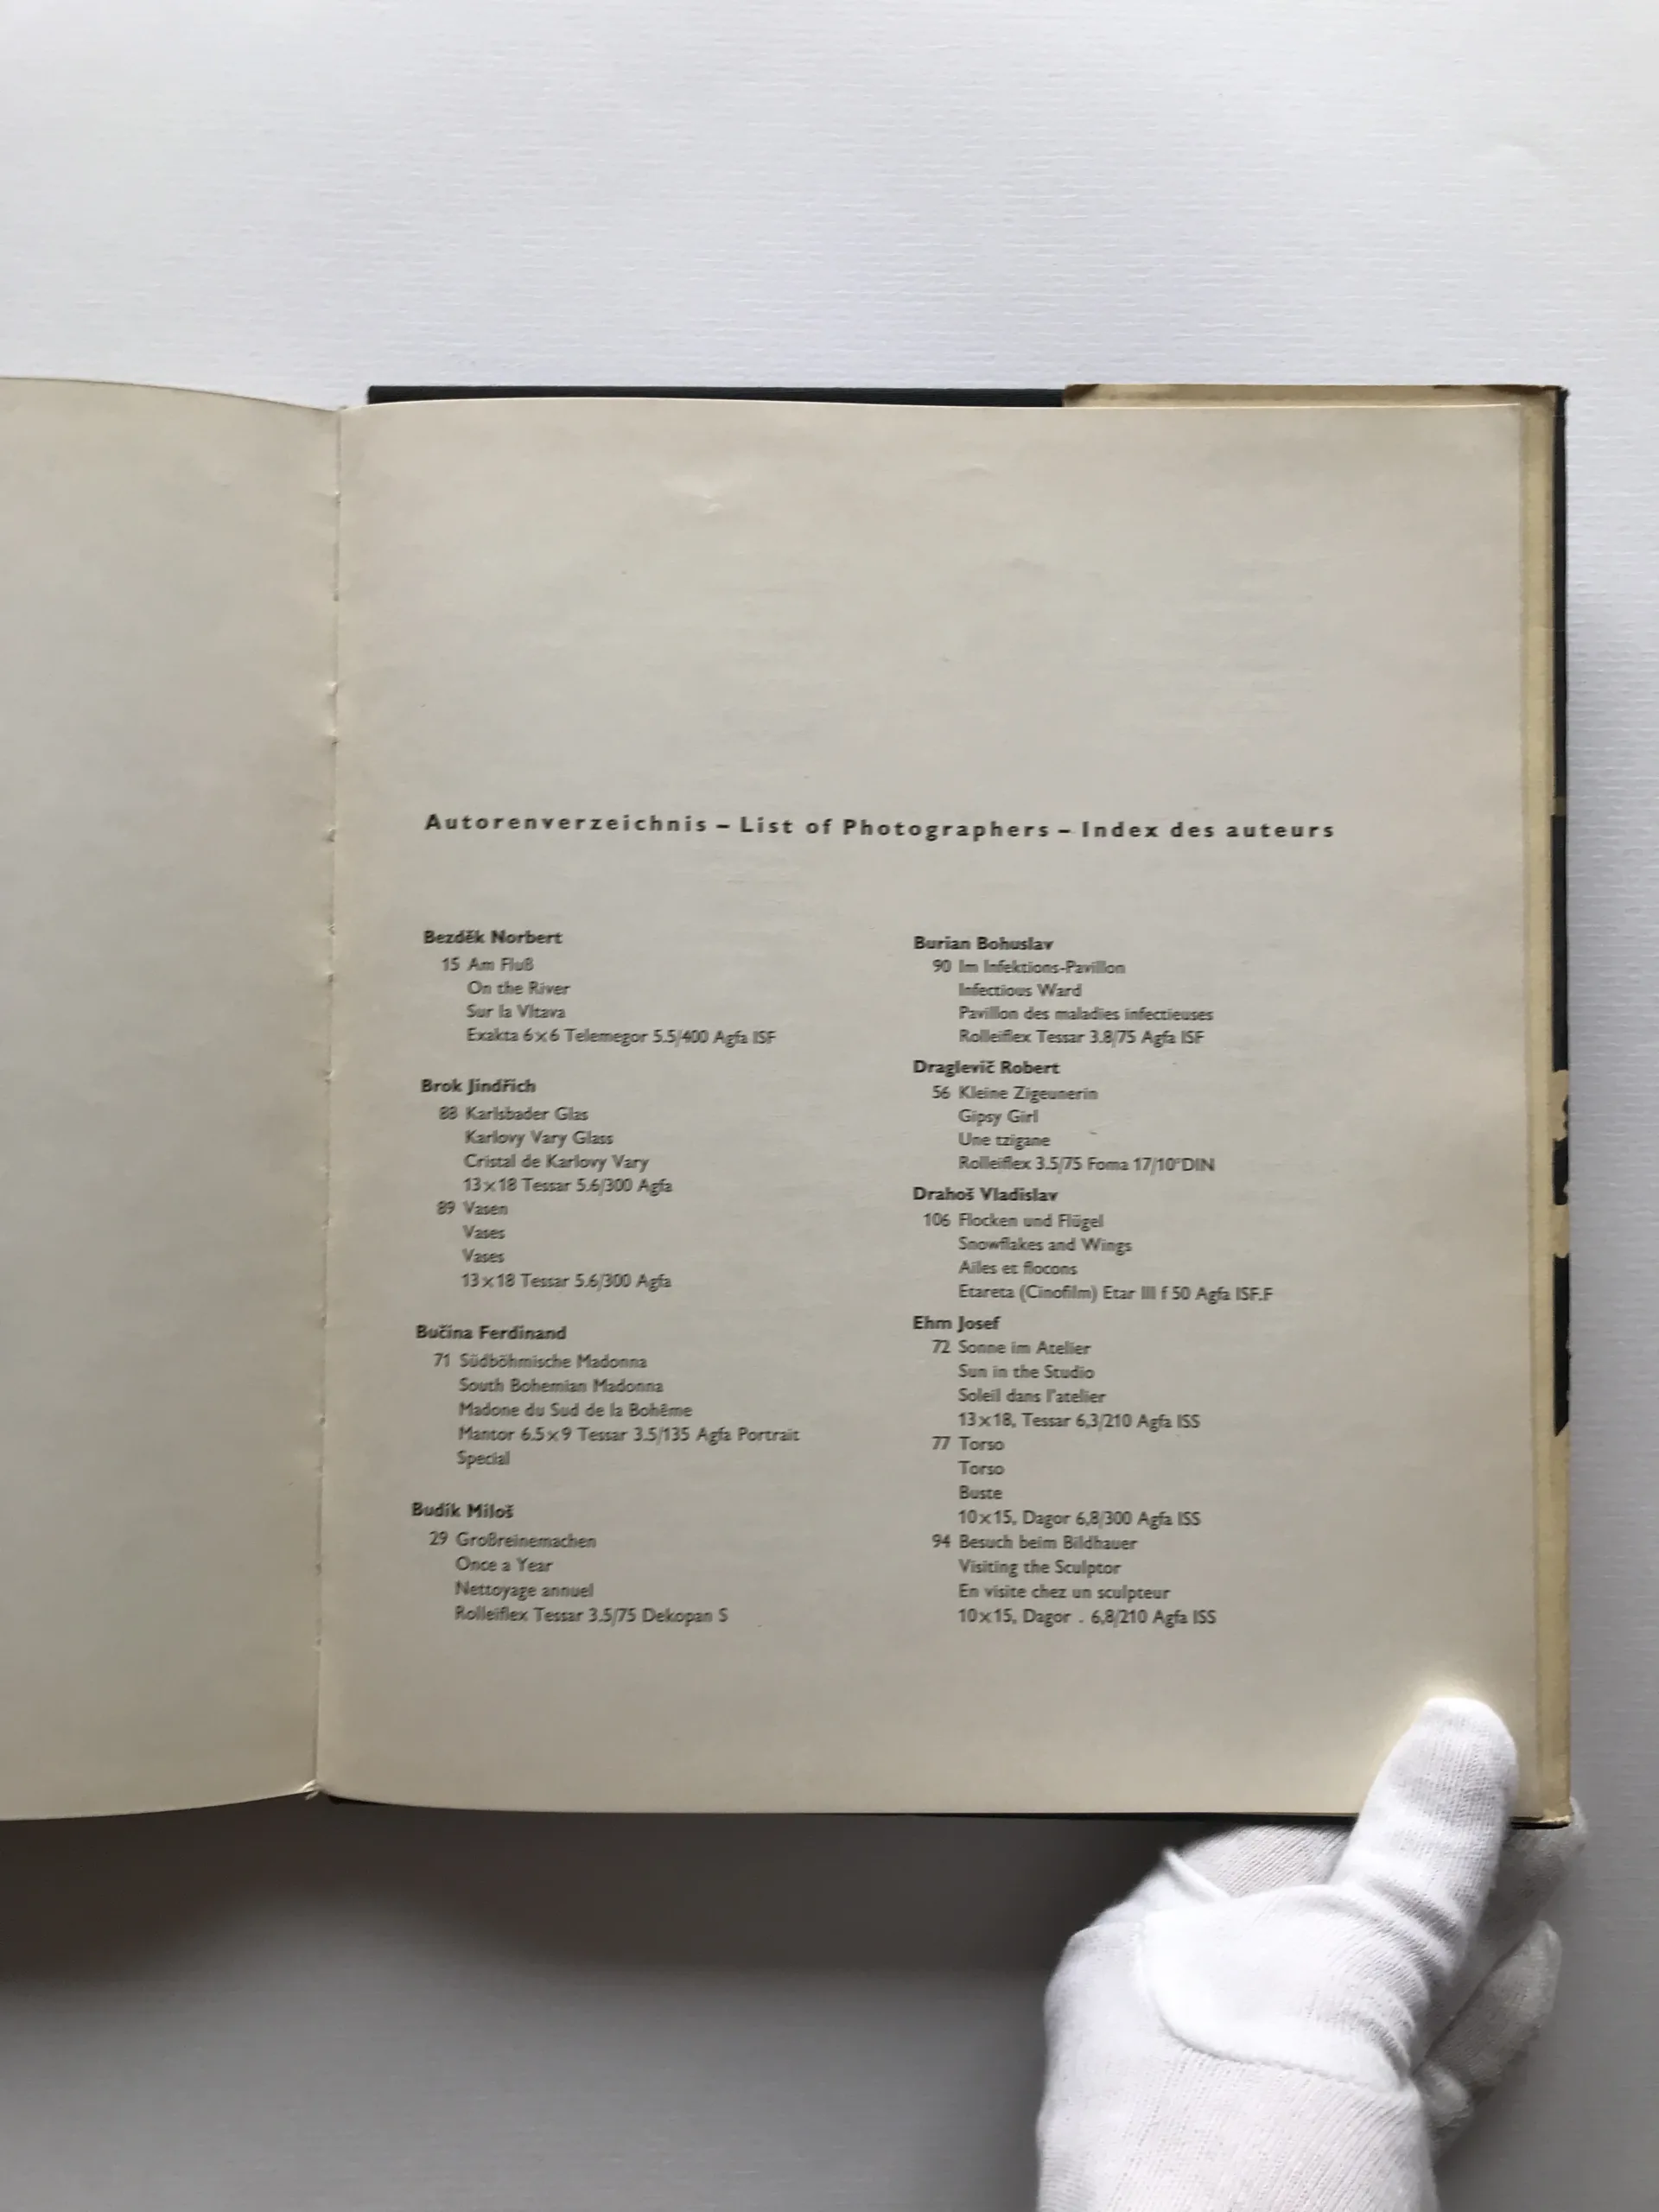 Autorenverzeichnis – List of Photographers – Index des auteurs
Bezděk Norbert
15 Am Fluß
On the River
Sur la Vltava
Exakta 6×6 Telemegor 5.5/400 Agfa ISF
Brok Jindřich
88 Karlsbader Glas
Karlovy Vary Glass
Cristal de Karlovy Vary
13×18 Tessar 5.6/300 Agfa
89 Vasen
Vases
Vases
13×18 Tessar 5.6/300 Agfa
Bučina Ferdinand
71 Südböhmische Madonna
South Bohemian Madonna
Madone du Sud de la Bohême
Mantor 6.5×9 Tessar 3.5/135 Agfa Portrait
Special
Budík Miloš
29 Großreinemachen
Once a Year
Nettoyage annuel
Rolleiflex Tessar 3.5/75 Dekopan S
Burian Bohuslav
90 Im Infektions-Pavillon
Infectious Ward
Pavillon des maladies infectieuses
Rolleiflex Tessar 3.8/75 Agfa ISF
Draglevič Robert
56 Kleine Zigeunerin
Gipsy Girl
Une tzigane
Rolleiflex 3.5/75 Foma 17/10°DIN
Drahoš Vladislav
106 Flocken und Flügel
Snowflakes and Wings
Ailes et flocons
Etareta (Cinofilm) Etar III f 50 Agfa ISF.F
Ehm Josef
72 Sonne im Atelier
Sun in the Studio
Soleil dans l'atelier
13×18, Tessar 6,3/210 Agfa ISS
77 Torso
Torso
Buste
10×15, Dagor 6,8/300 Agfa ISS
94 Besuch beim Bildhauer
Visiting the Sculptor
En visite chez un sculpteur
10×15, Dagor . 6,8/210 Agfa ISS